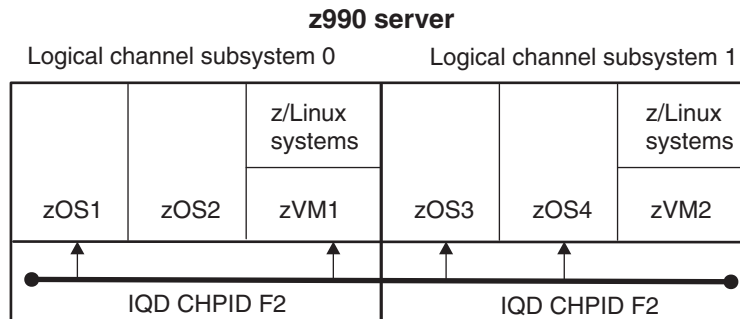 z990 server
Logical channel subsystem 0
Logical channel subsystem 1
z/Linux
systems
z/Linux
systems
zOS1
zOS2
zVM1
zOS3
zOS4
zVM2
IQD CHPID F2
IQD CHPID F2